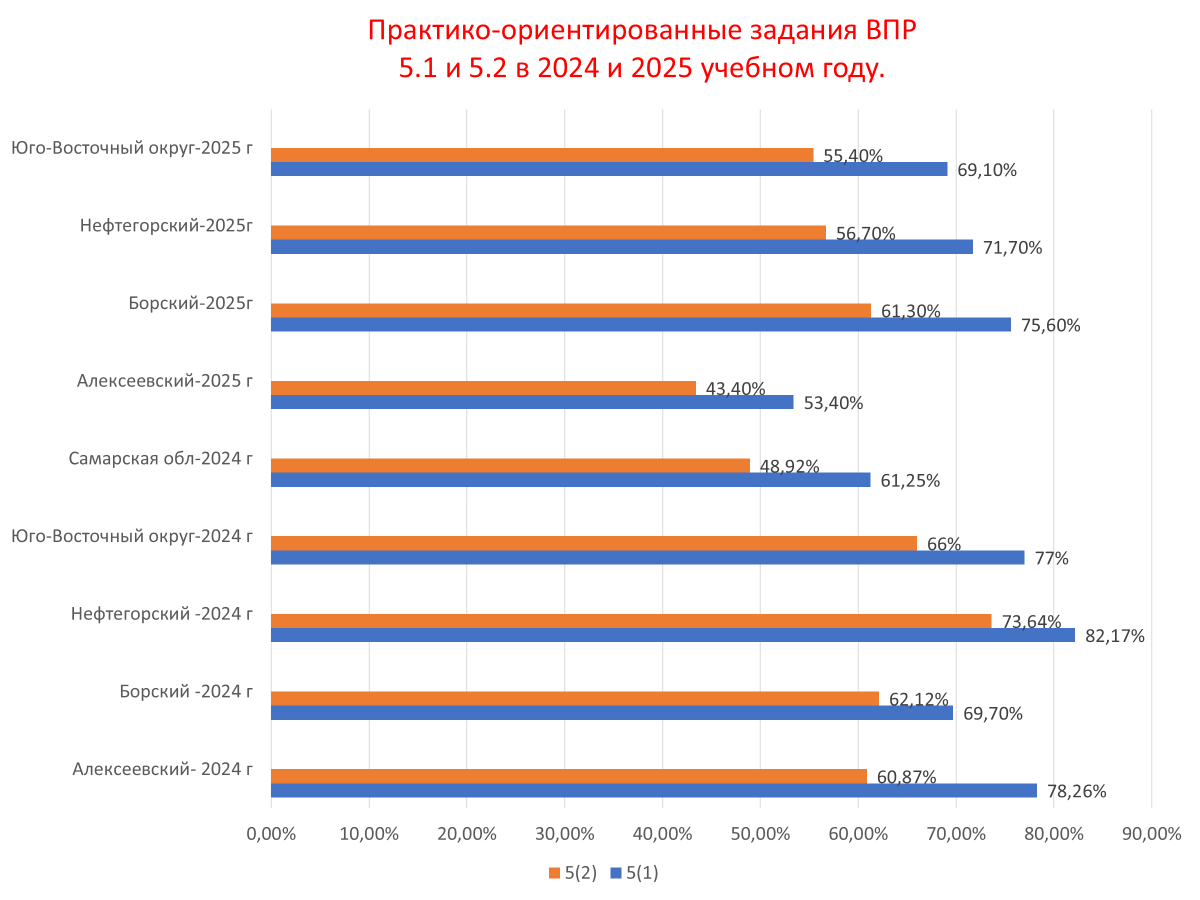 Практико-ориентированные задания ВПР
5.1 и 5.2 в 2024 и 2025 учебном году.
Юго-Восточный округ-2025 г
55,40%
69,10%
Нефтегорский-2025г
56,70%
71,70%
Борский-2025г
61,30%
75,60%
Алексеевский-2025 г
43,40%
53,40%
Самарская обл-2024 г
48,92%
61,25%
Юго-Восточный округ-2024 г
66%
77%
Нефтегорский -2024 г
73,64%
82,17%
Борский -2024 г
62,12%
69,70%
Алексеевский- 2024 г
60,87%
78,26%
0,00% 10,00% 20,00% 30,00% 40,00% 50,00% 60,00% 70,00% 80,00% 90,00%
5(2) 5(1)